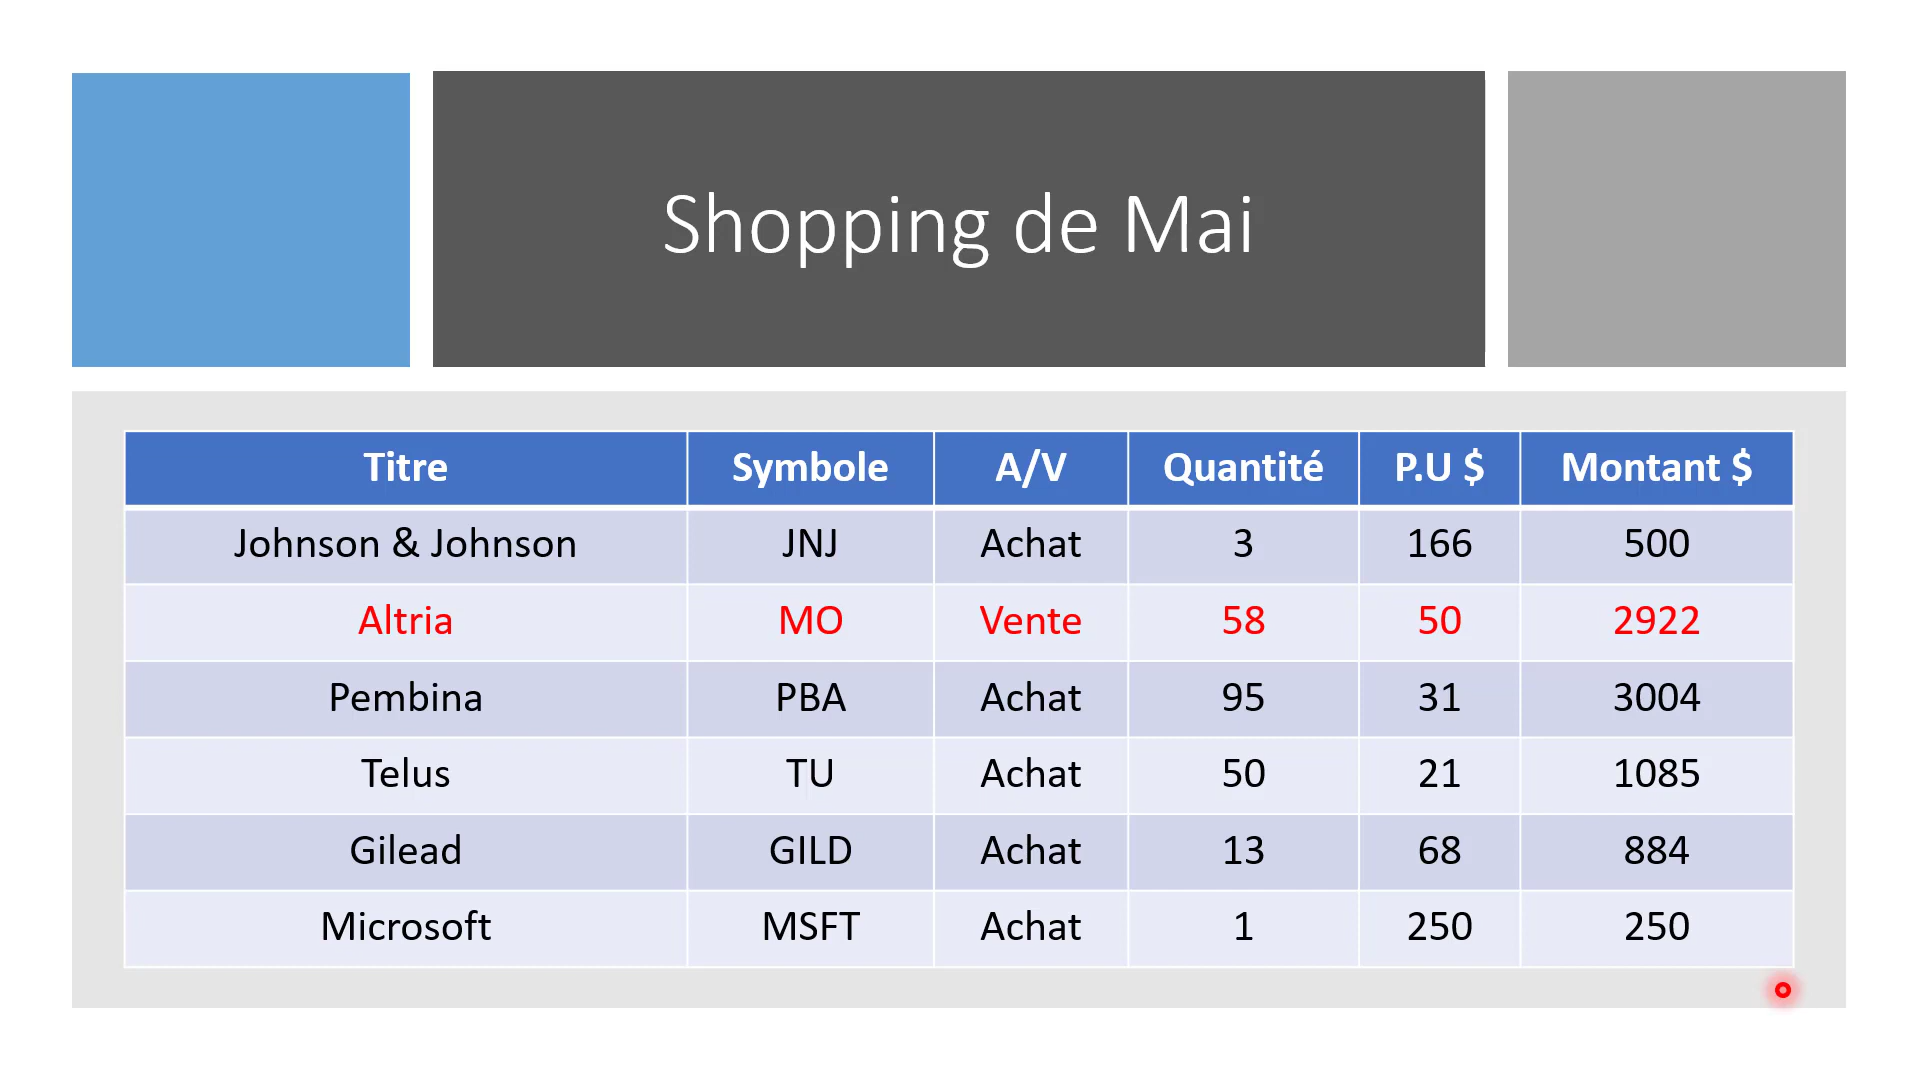 Shopping de Mai
Titre Symbole A/V Quantité P.U $ Montant $
Johnson & Johnson JNJ Achat 3 166 500
Altria MO Vente 58 50 2922
Pembina PBA Achat 95 31 3004
Telus TU Achat 50 21 1085
Gilead GILD Achat 13 68 884
Microsoft MSFT Achat 1 250 250